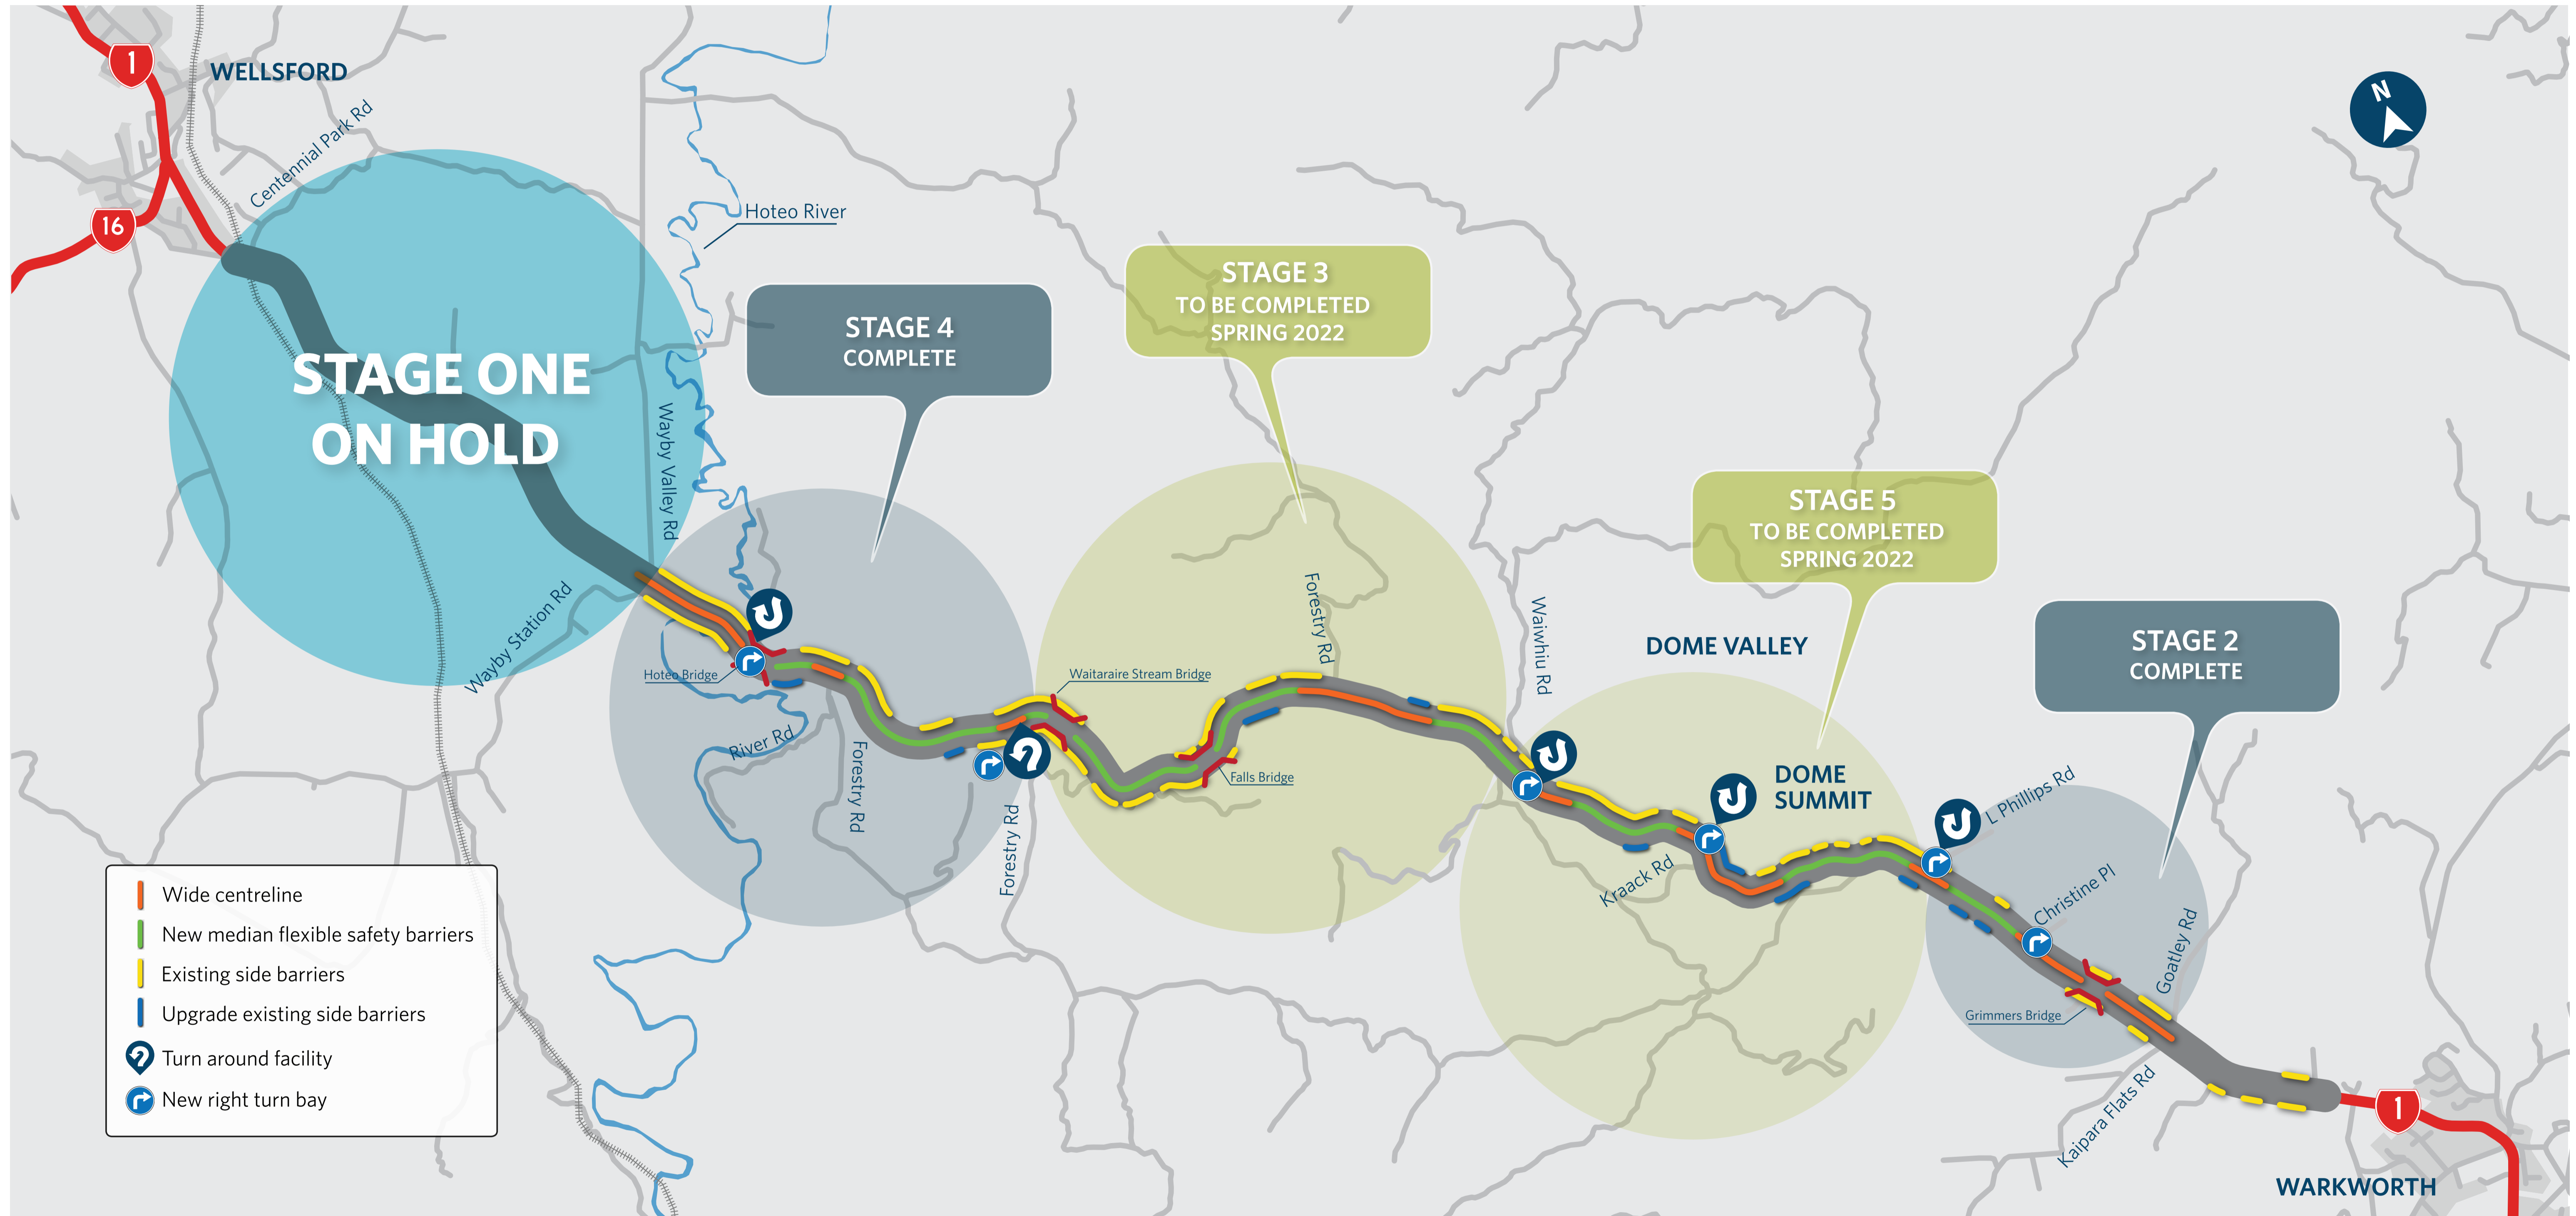 1
WELLSFORD
Centennial Park Rd
16
N
Hoteo River
STAGE ONE
ON HOLD
STAGE 4
COMPLETE
STAGE 3
TO BE COMPLETED
SPRING 2022
STAGE 5
TO BE COMPLETED
SPRING 2022
STAGE 2
COMPLETE
Wayby Valley Rd
Wayby Station Rd
Hoteo Bridge
River Rd
Forestry Rd
Forestry Rd
Waitaraire Stream Bridge
Falls Bridge
Forestry Rd
Waiwhiu Rd
DOME VALLEY
DOME
SUMMIT
Kraack Rd
L Phillips Rd
Christine Pl
Goatley Rd
Grimmers Bridge
Kaipara Flats Rd
1
WARKWORTH
Wide centreline
New median flexible safety barriers
Existing side barriers
Upgrade existing side barriers
Turn around facility
New right turn bay